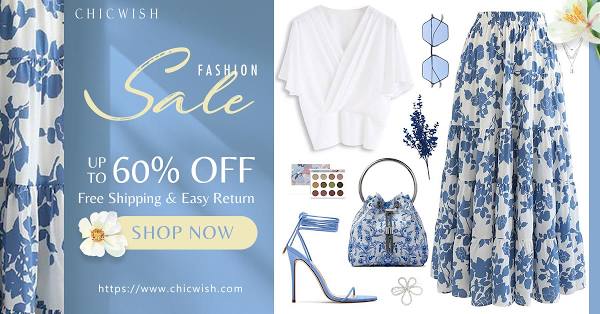 CHICWISH
FASHION
Sale
UP TO 60% OFF
Free Shipping & Easy Return
SHOP NOW
https://www.chicwish.com